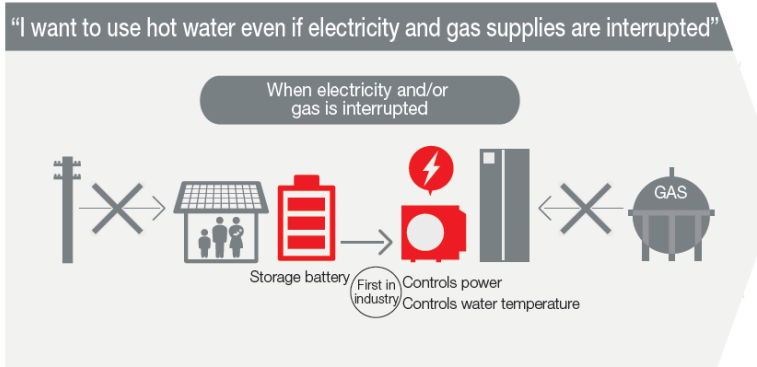 “I want to use hot water even if electricity and gas supplies are interrupted”
When electricity and/or
gas is interrupted
GAS
Storage battery
First in
industry
Controls power
Controls water temperature